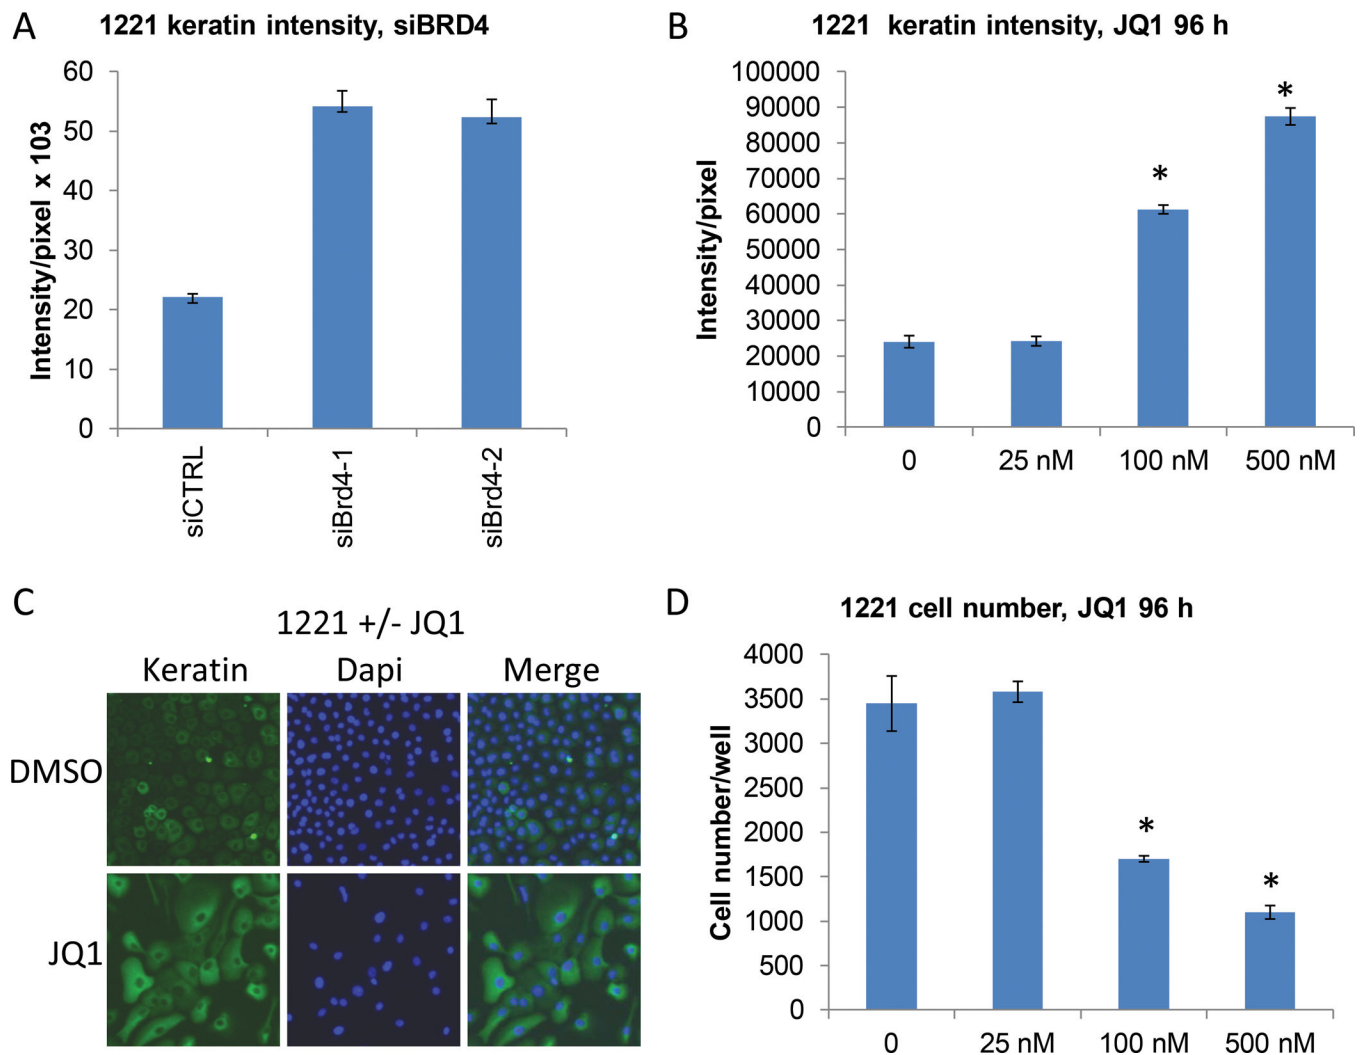 A
1221 keratin intensity, siBRD4
Intensity/pixel x 103
60
50
40
30
20
10
0
siCTRL
siBrd4-1
siBrd4-2
B
1221 keratin intensity, JQ1 96 h
Intensity/pixel
100000
90000
80000
70000
60000
50000
40000
30000
20000
10000
0
*
*
0
25 nM
100 nM
500 nM
C
1221 +/- JQ1
Keratin
Dapi
Merge
DMSO
JQ1
D
1221 cell number, JQ1 96 h
Cell number/well
4000
3500
3000
2500
2000
1500
1000
500
0
*
*
0
25 nM
100 nM
500 nM